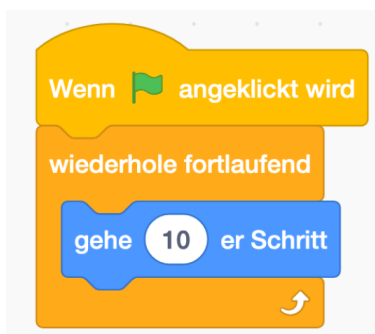 Wenn angeklickt wird
wiederhole fortlaufend
gehe 10 er Schritt